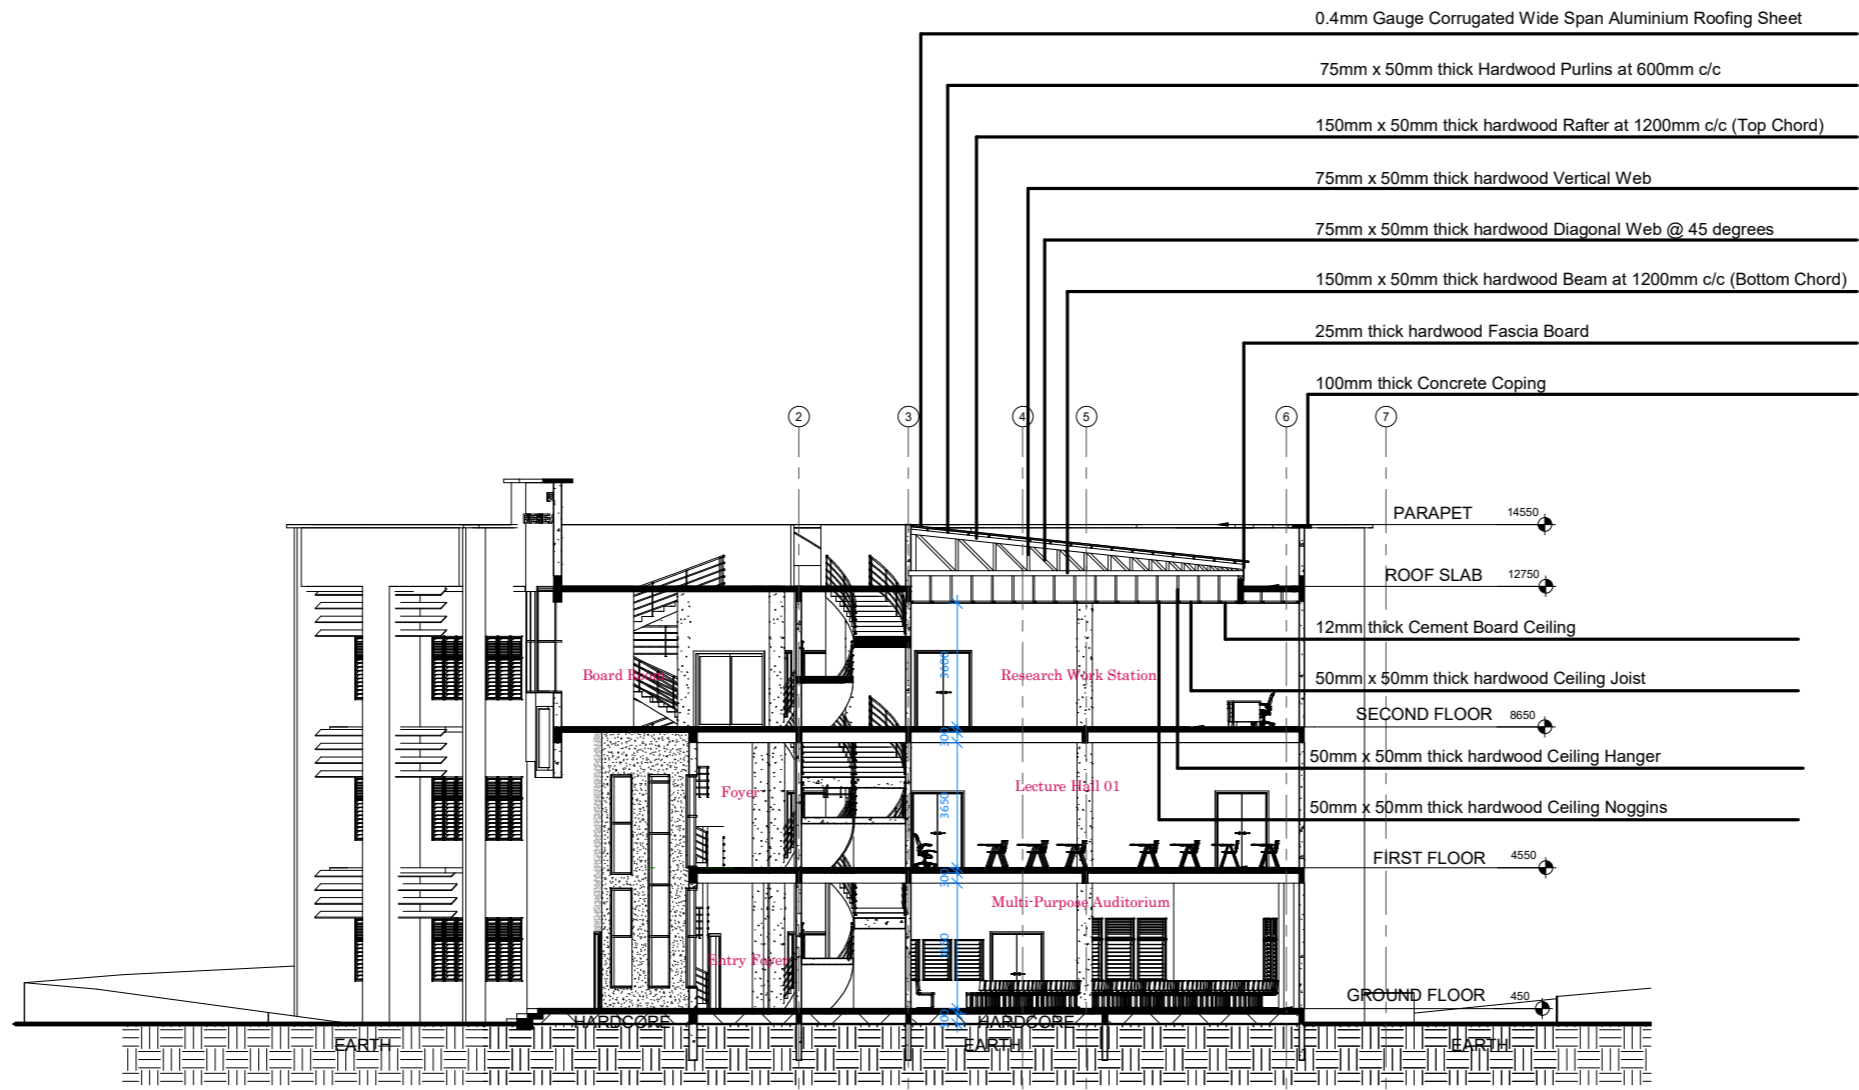 0.4mm Gauge Corrugated Wide Span Aluminium Roofing Sheet
75mm x 50mm thick Hardwood Purlins at 600mm c/c
150mm x 50mm thick hardwood Rafter at 1200mm c/c (Top Chord)
75mm x 50mm thick hardwood Vertical Web
75mm x 50mm thick hardwood Diagonal Web @ 45 degrees
150mm x 50mm thick hardwood Beam at 1200mm c/c (Bottom Chord)
25mm thick hardwood Fascia Board
100mm thick Concrete Coping
2 3 4 5 6 7
PARAPET 14550
ROOF SLAB 12750
12mm thick Cement Board Ceiling
Board Room
3600
Research Work Station
50mm x 50mm thick hardwood Ceiling Joist
SECOND FLOOR 8650
300
50mm x 50mm thick hardwood Ceiling Hanger
Foyer
Lecture Hall 01
3650
50mm x 50mm thick hardwood Ceiling Noggins
FIRST FLOOR 4550
300
Multi-Purpose Auditorium
Entry Foyer
GROUND FLOOR 450
HARDCORE HARDCORE
EARTH EARTH EARTH